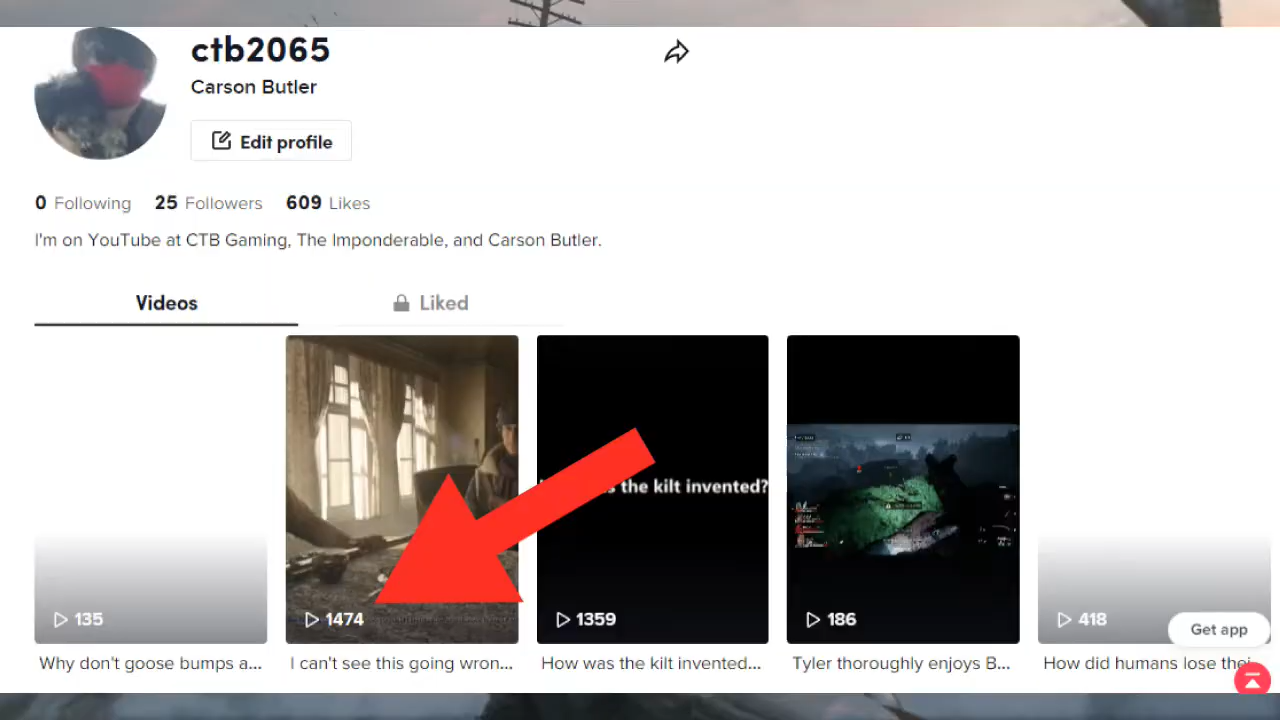 ctb2065
Carson Butler
Edit profile
0 Following 25 Followers 609 Likes
I'm on YouTube at CTB Gaming, The Imponderable, and Carson Butler.
Videos Liked
the kilt invented?
135 1474 1359 186 418
Get app
Why don't goose bumps a... I can't see this going wron... How was the kilt invented... Tyler thoroughly enjoys B... How did humans lose thei